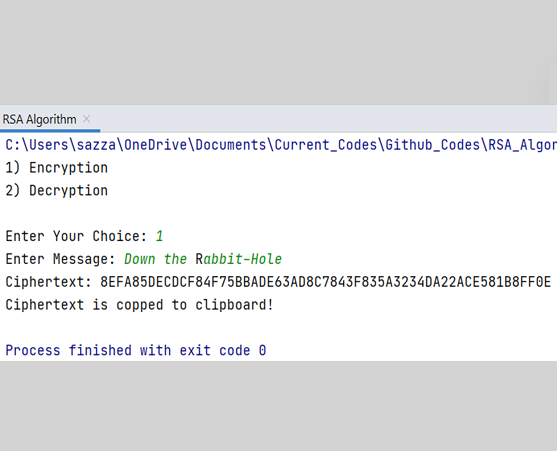 RSA Algorithm ×
C:\Users\sazza\OneDrive\Documents\Current_Codes\Github_Codes\RSA_Algor
1) Encryption
2) Decryption
Enter Your Choice: 1
Enter Message: Down the Rabbit-Hole
Ciphertext: 8EFA85DECDCF84F75BBADE63AD8C7843F835A3234DA22ACE581B8FF0E
Ciphertext is copped to clipboard!
Process finished with exit code 0